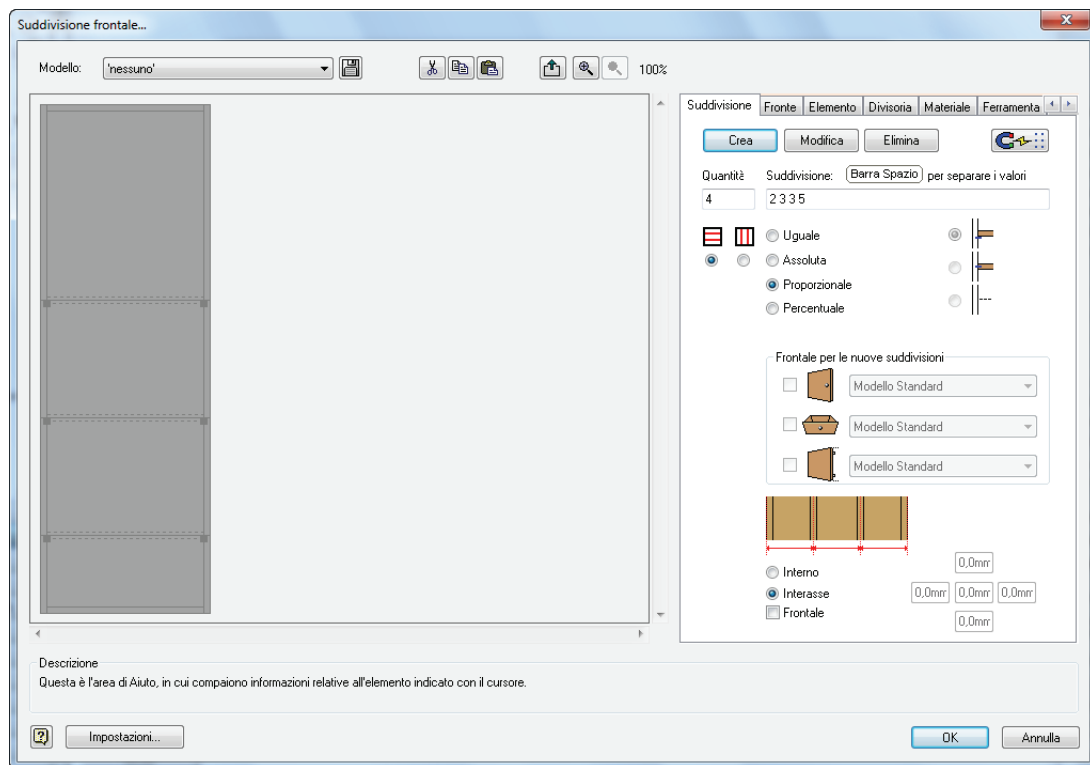 Suddivisione frontale...
Modello: 'nessuno' 100%
Suddivisione Fronte Elemento Divisoria Materiale Ferramenta
Crea Modifica Elimina
Quantità Suddivisione: Barra Spazio per separare i valori
4 2 3 3 5
Uguale
Assoluta
Proporzionale
Percentuale
Frontale per le nuove suddivisioni
Modello Standard
Modello Standard
Modello Standard
Interno
Interasse
Frontale
0,0mm
0,0mm 0,0mm 0,0mm
0,0mm
Descrizione
Questa è l'area di Aiuto, in cui compaiono informazioni relative all'elemento indicato con il cursore.
Impostazioni... OK Annulla